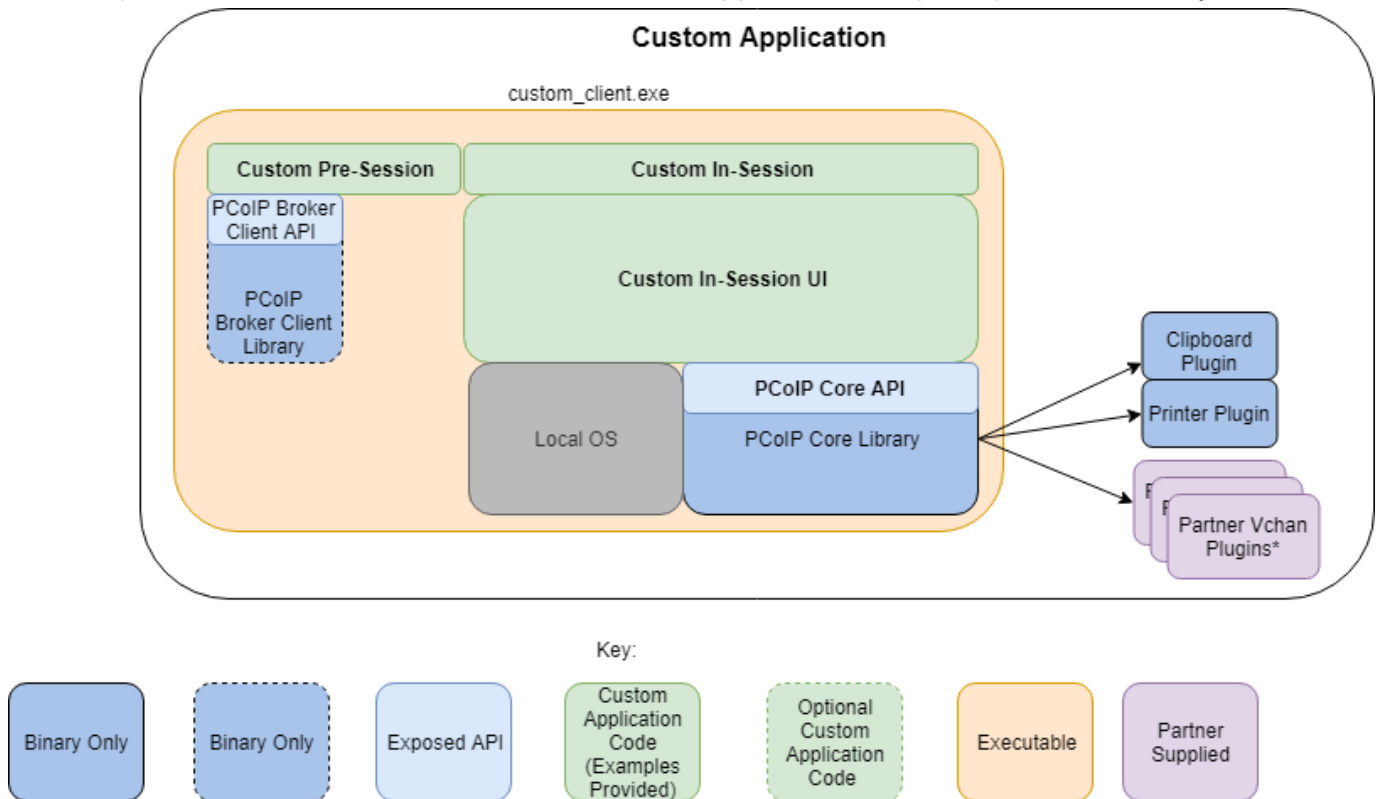 Custom Application
custom_client.exe
Custom Pre-Session
Custom In-Session
PCoIP Broker
Client API
PCoIP
Broker Client
Library
Custom In-Session UI
Local OS
PCoIP Core API
PCoIP Core Library
Clipboard
Plugin
Printer Plugin
Partner Vchan
Plugins*
Key:
Binary Only
Binary Only
Exposed API
Custom
Application
Code
(Examples
Provided)
Optional
Custom
Application
Code
Executable
Partner
Supplied